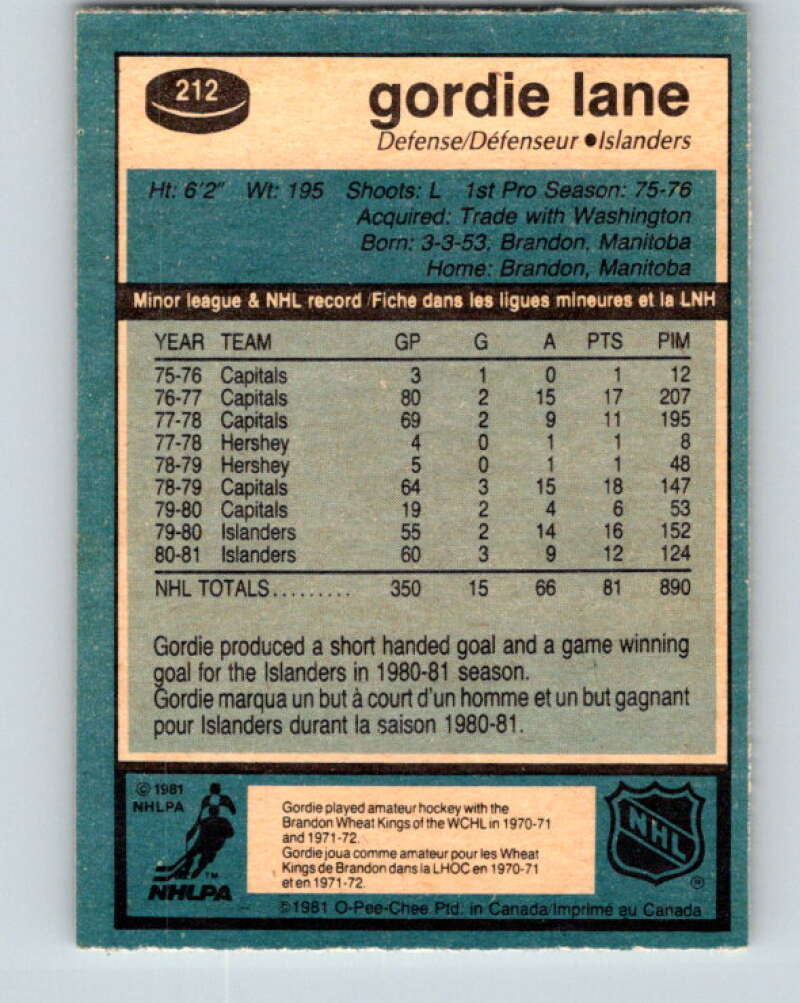 212
gordie lane
Defense/Défenseur ●Islanders
Ht: 6'2" Wt: 195 Shoots: L 1st Pro Season: 75-76
Acquired: Trade with Washington
Born: 3-3-53, Brandon, Manitoba
Home: Brandon, Manitoba
Minor league & NHL record /Fiche dans les ligues mineures et la LNH
YEAR TEAM GP G A PTS PIM
75-76 Capitals 3 1 0 1 12
76-77 Capitals 80 2 15 17 207
77-78 Capitals 69 2 9 11 195
77-78 Hershey 4 0 1 1 8
78-79 Hershey 5 0 1 1 48
78-79 Capitals 64 3 15 18 147
79-80 Capitals 19 2 4 6 53
79-80 Islanders 55 2 14 16 152
80-81 Islanders 60 3 9 12 124
NHL TOTALS......... 350 15 66 81 890
Gordie produced a short handed goal and a game winning
goal for the Islanders in 1980-81 season.
Gordie marqua un but à court d'un homme et un but gagnant
pour Islanders durant la saison 1980-81.
© 1981
NHLPA
TM
NHLPA
Gordie played amateur hockey with the
Brandon Wheat Kings of the WCHL in 1970-71
and 1971-72.
Gordie joua comme amateur pour les Wheat
Kings de Brandon dans la LHOC en 1970-71
et en 1971-72.
NHL
®
©1981 O-Pee-Chee Ptd. in Canada/Imprimé au Canada